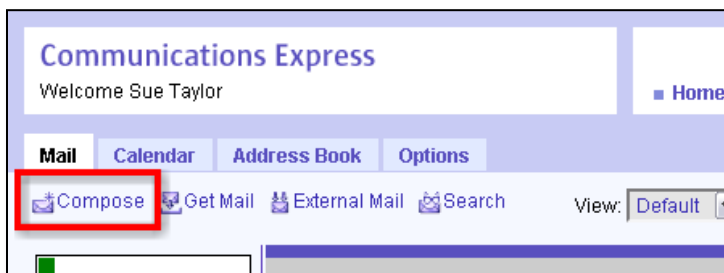 Communications Express
Welcome Sue Taylor
Home
Mail Calendar Address Book Options
Compose Get Mail External Mail Search View: Default